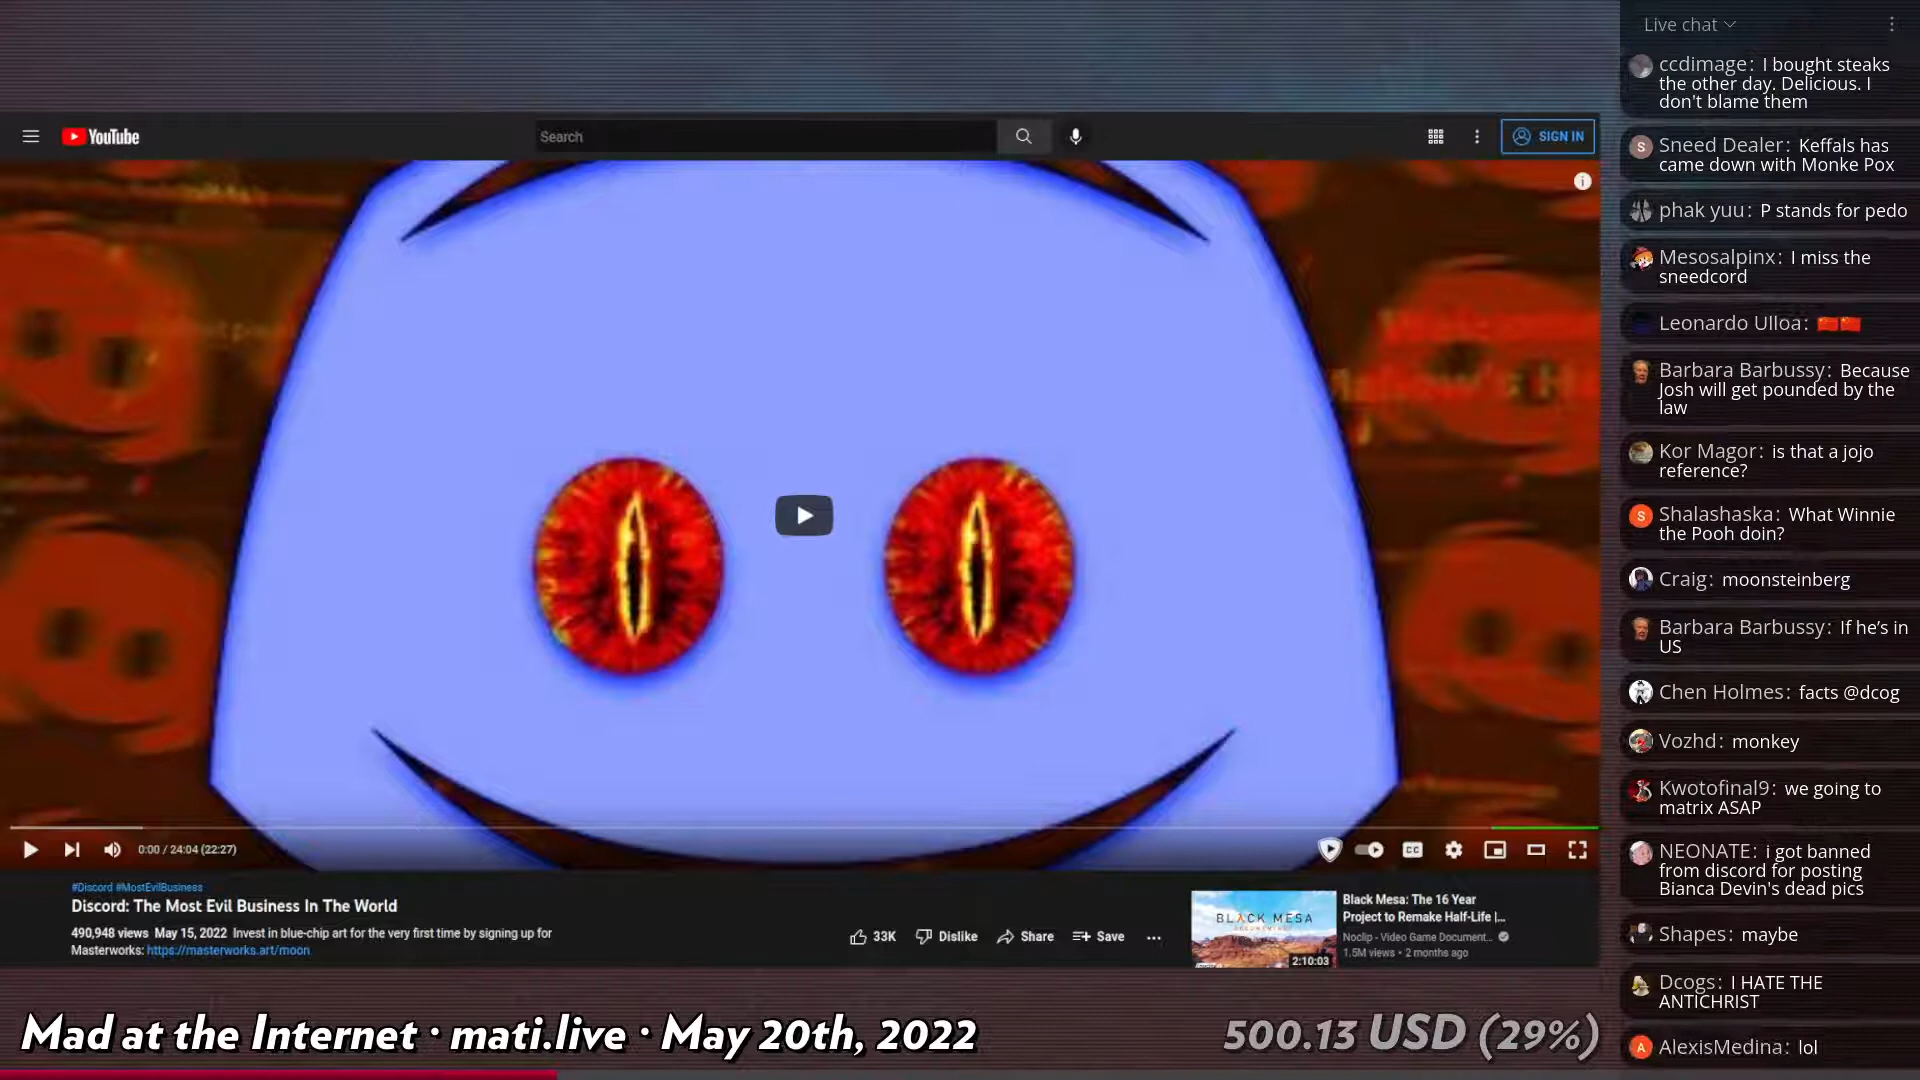 YouTube
Search
SIGN IN
0:00 / 24:04 (22:27)
CC
#Discord #MostEvilBusiness
Discord: The Most Evil Business In The World
490,948 views May 15, 2022 Invest in blue-chip art for the very first time by signing up for
Masterworks: https://masterworks.art/moon
33K
Dislike
Share
Save
BLACK MESA
2:10:03
Black Mesa: The 16 Year
Project to Remake Half-Life |...
Noclip - Video Game Document...
1.5M views • 2 months ago
Mad at the Internet · mati.live · May 20th, 2022
500.13 USD (29%)
Live chat
ccdimage: I bought steaks
the other day. Delicious. I
don't blame them
S
Sneed Dealer: Keffals has
came down with Monke Pox
phak yuu: P stands for pedo
Mesosalpinx: I miss the
sneedcord
Leonardo Ulloa: 🇨🇳🇨🇳
Barbara Barbussy: Because
Josh will get pounded by the
law
Kor Magor: is that a jojo
reference?
S
Shalashaska: What Winnie
the Pooh doin?
Craig: moonsteinberg
Barbara Barbussy: If he’s in
US
Chen Holmes: facts @dcog
Vozhd: monkey
Kwotofinal9: we going to
matrix ASAP
NEONATE: i got banned
from discord for posting
Bianca Devin's dead pics
Shapes: maybe
Dcogs: I HATE THE
ANTICHRIST
A
AlexisMedina: lol